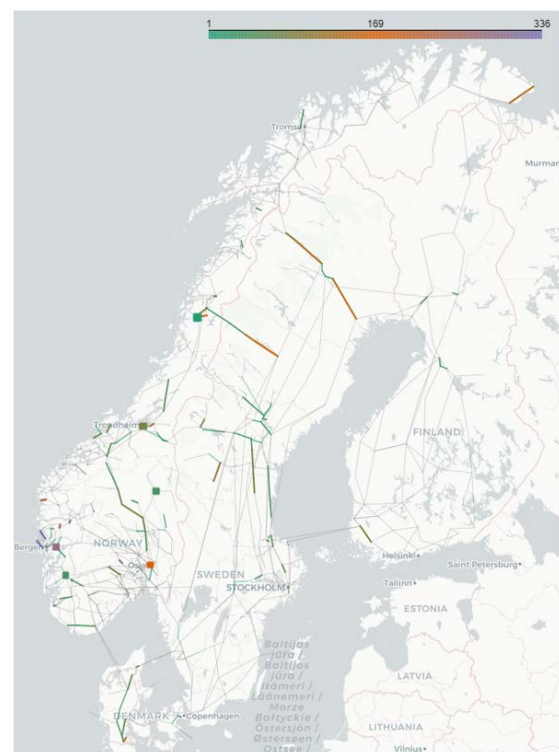 1 169 336
Tromsø
Murman
Trondheim
FINLAND
NORWAY
Bergen
Oslo
Helsinki
Saint Petersburg
SWEDEN
STOCKHOLM
Tallinn
ESTONIA
Baltijas
jūra /
Baltijos
jūra /
Itämeri /
Läänemeri /
Morze
Bałtyckie /
Östersjön /
Østersøen /
Ostsee /
LATVIA
DENMARK
Copenhagen
LITHUANIA
Vilnius